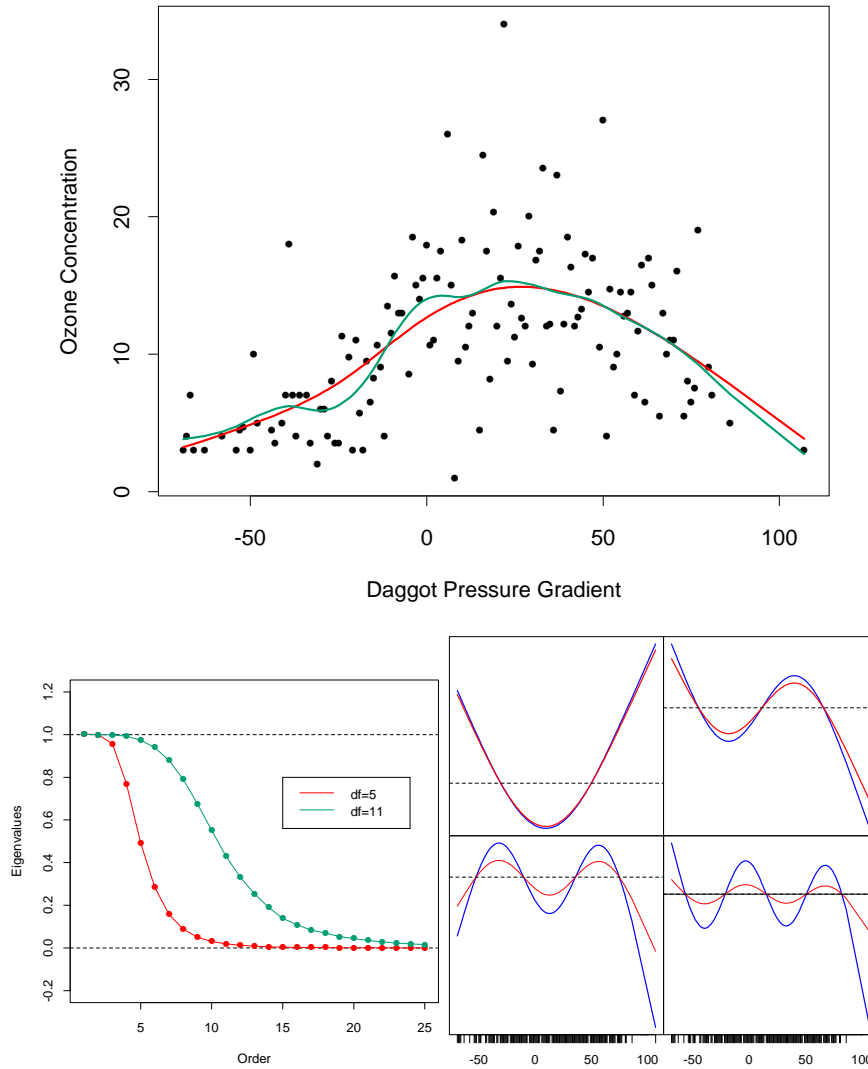 30
20
10
0
Ozone Concentration
-50 0 50 100
Daggot Pressure Gradient
1.2
1.0
0.8
0.6
0.4
0.2
0.0
-0.2
Eigenvalues
df=5
df=11
5 10 15 20 25
Order
-50 0 50 100
-50 0 50 100